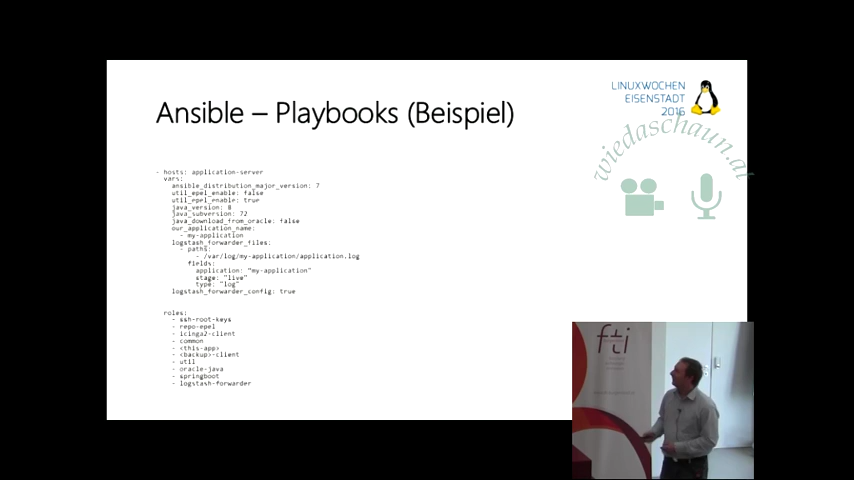 Ansible – Playbooks (Beispiel)
LINUXWOCHEN
EISENSTADT
2016
wiedaschaun.at
- hosts: application-server
vars:
ansible_distribution_major_version: 7
util_epel_enable: false
util_epel_enable: true
java_version: 8
java_subversion: 72
java_download_from_oracle: false
our_application_name:
- my-application
logstash_forwarder_files:
- paths:
- /var/log/my-application/application.log
fields:
application: "my-application"
stage: "live"
type: "log"
logstash_forwarder_config: true
roles:
- ssh-root-keys
- repo-epel
- icinga2-client
- common
- <this-app>
- <backup>-client
- util
- oracle-java
- springboot
- logstash-forwarder
fti